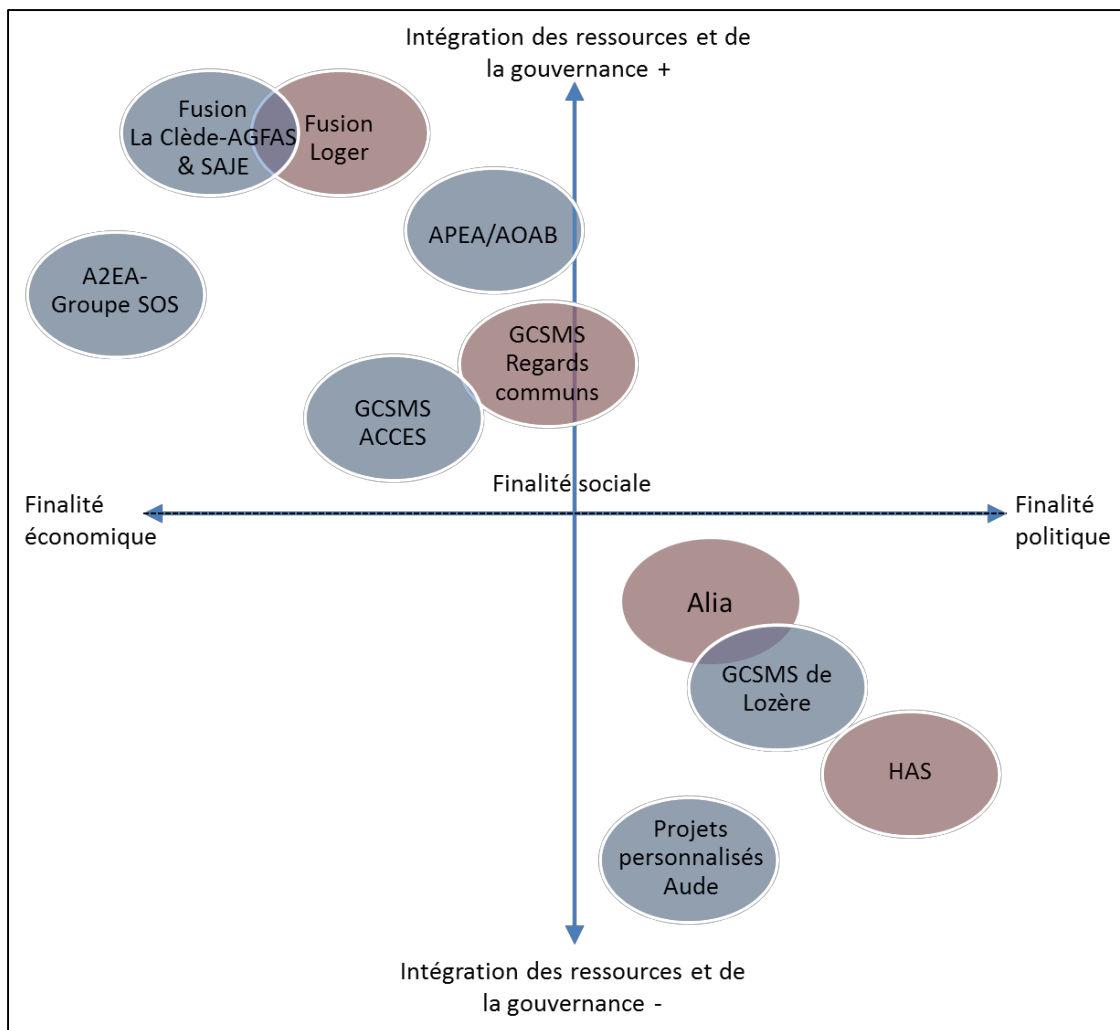 Intégration des ressources et de
la gouvernance +
Fusion
La Clède-AGFAS
& SAJE
Fusion
Loger
APEA/AOAB
A2EA-
Groupe SOS
GCSMS
Regards
communs
GCSMS
ACCES
Finalité sociale
Finalité
économique
Finalité
politique
Alia
GCSMS de
Lozère
HAS
Projets
personnalisés
Aude
Intégration des ressources et de
la gouvernance -